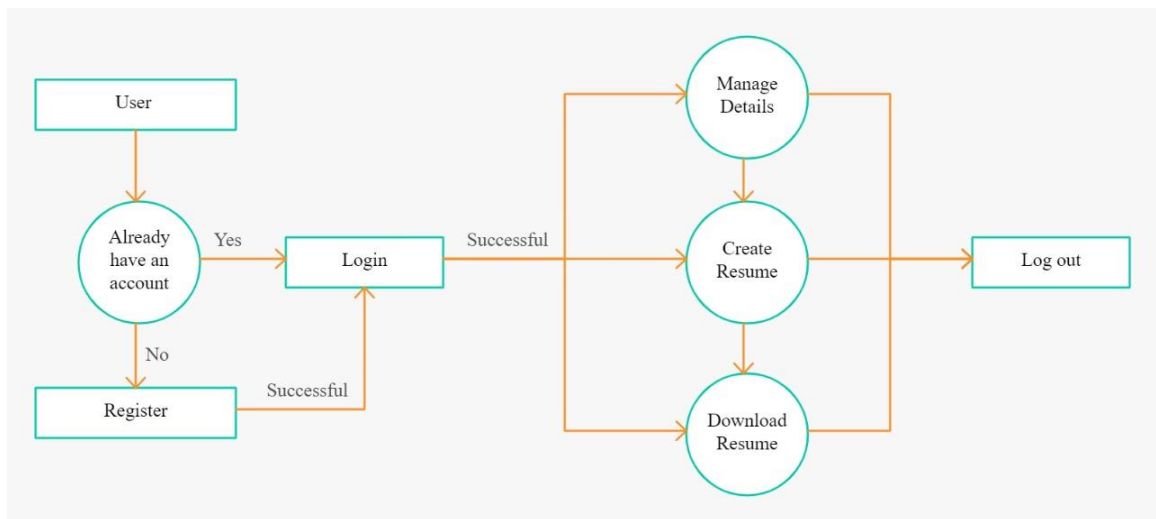 User
Already
have an
account
Yes
No
Register
Successful
Login
Successful
Manage
Details
Create
Resume
Download
Resume
Log out